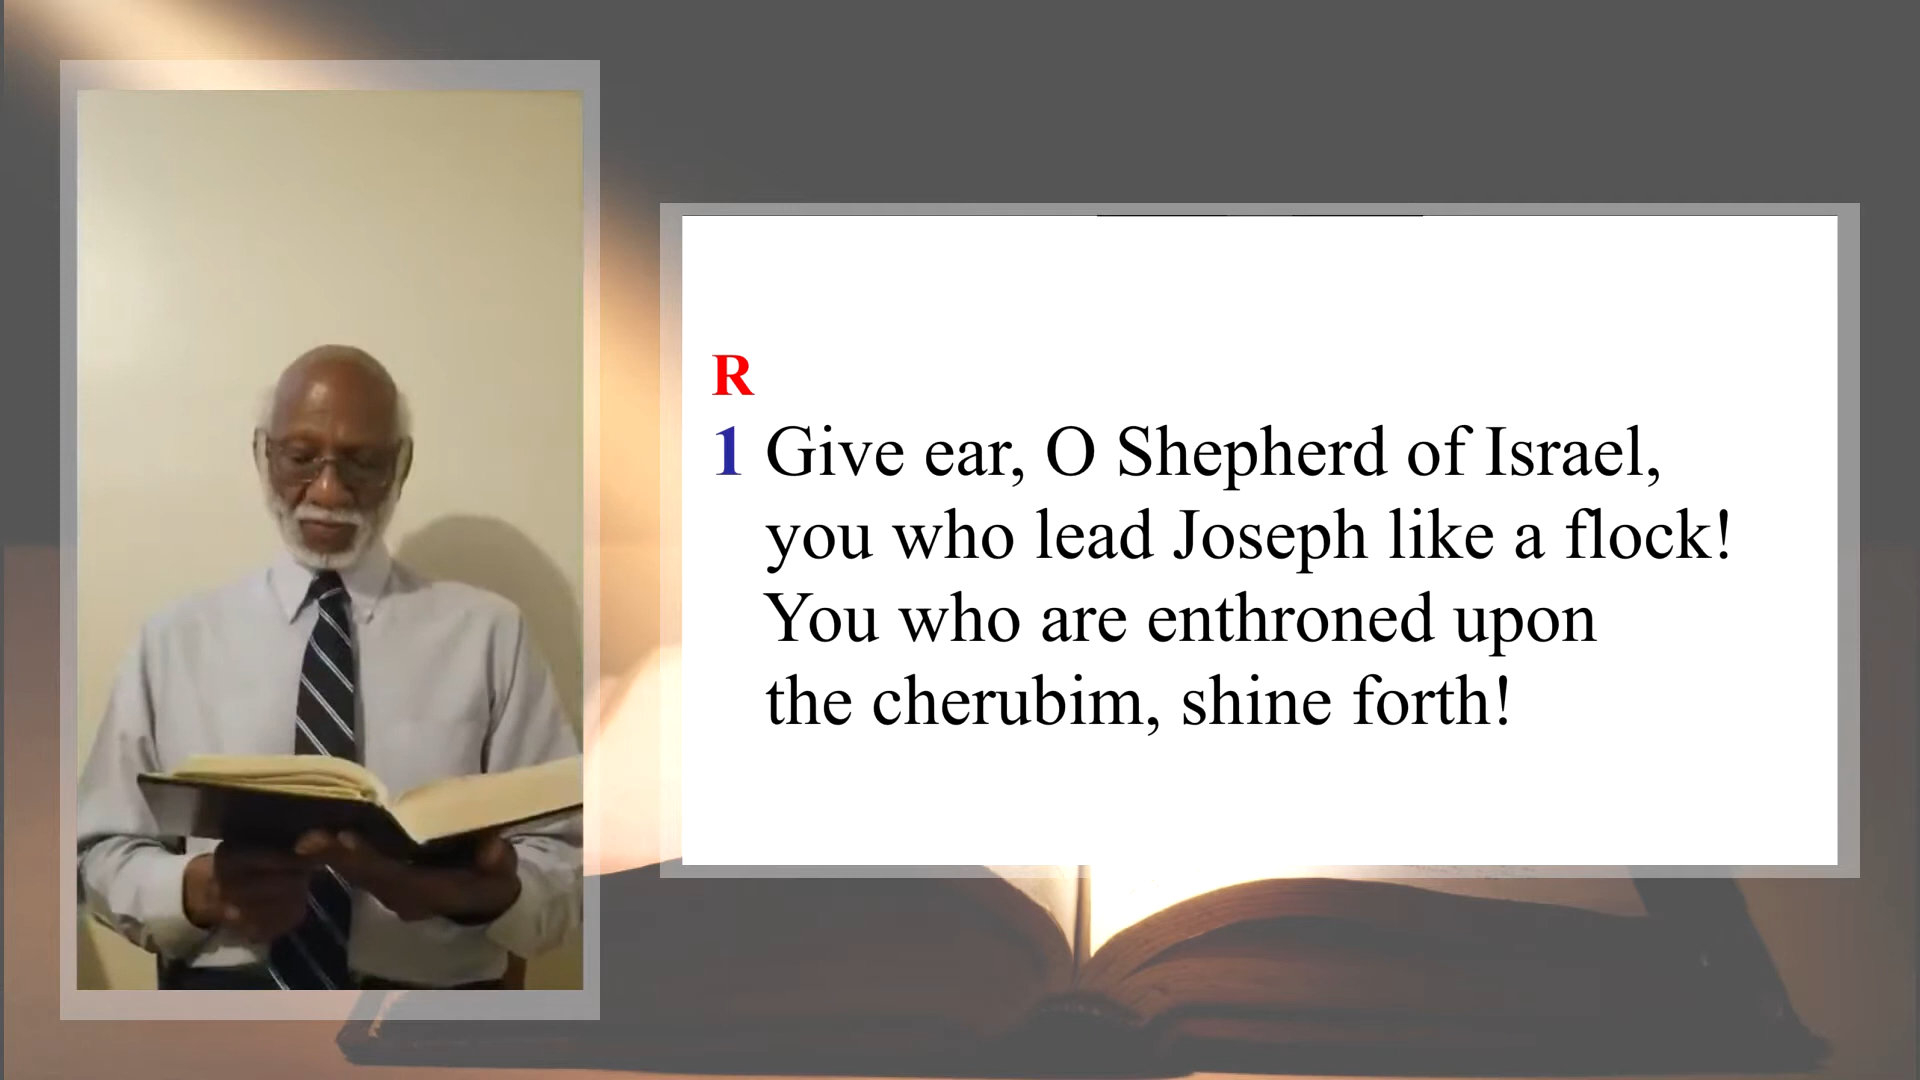 R
1 Give ear, O Shepherd of Israel,
you who lead Joseph like a flock!
You who are enthroned upon
the cherubim, shine forth!